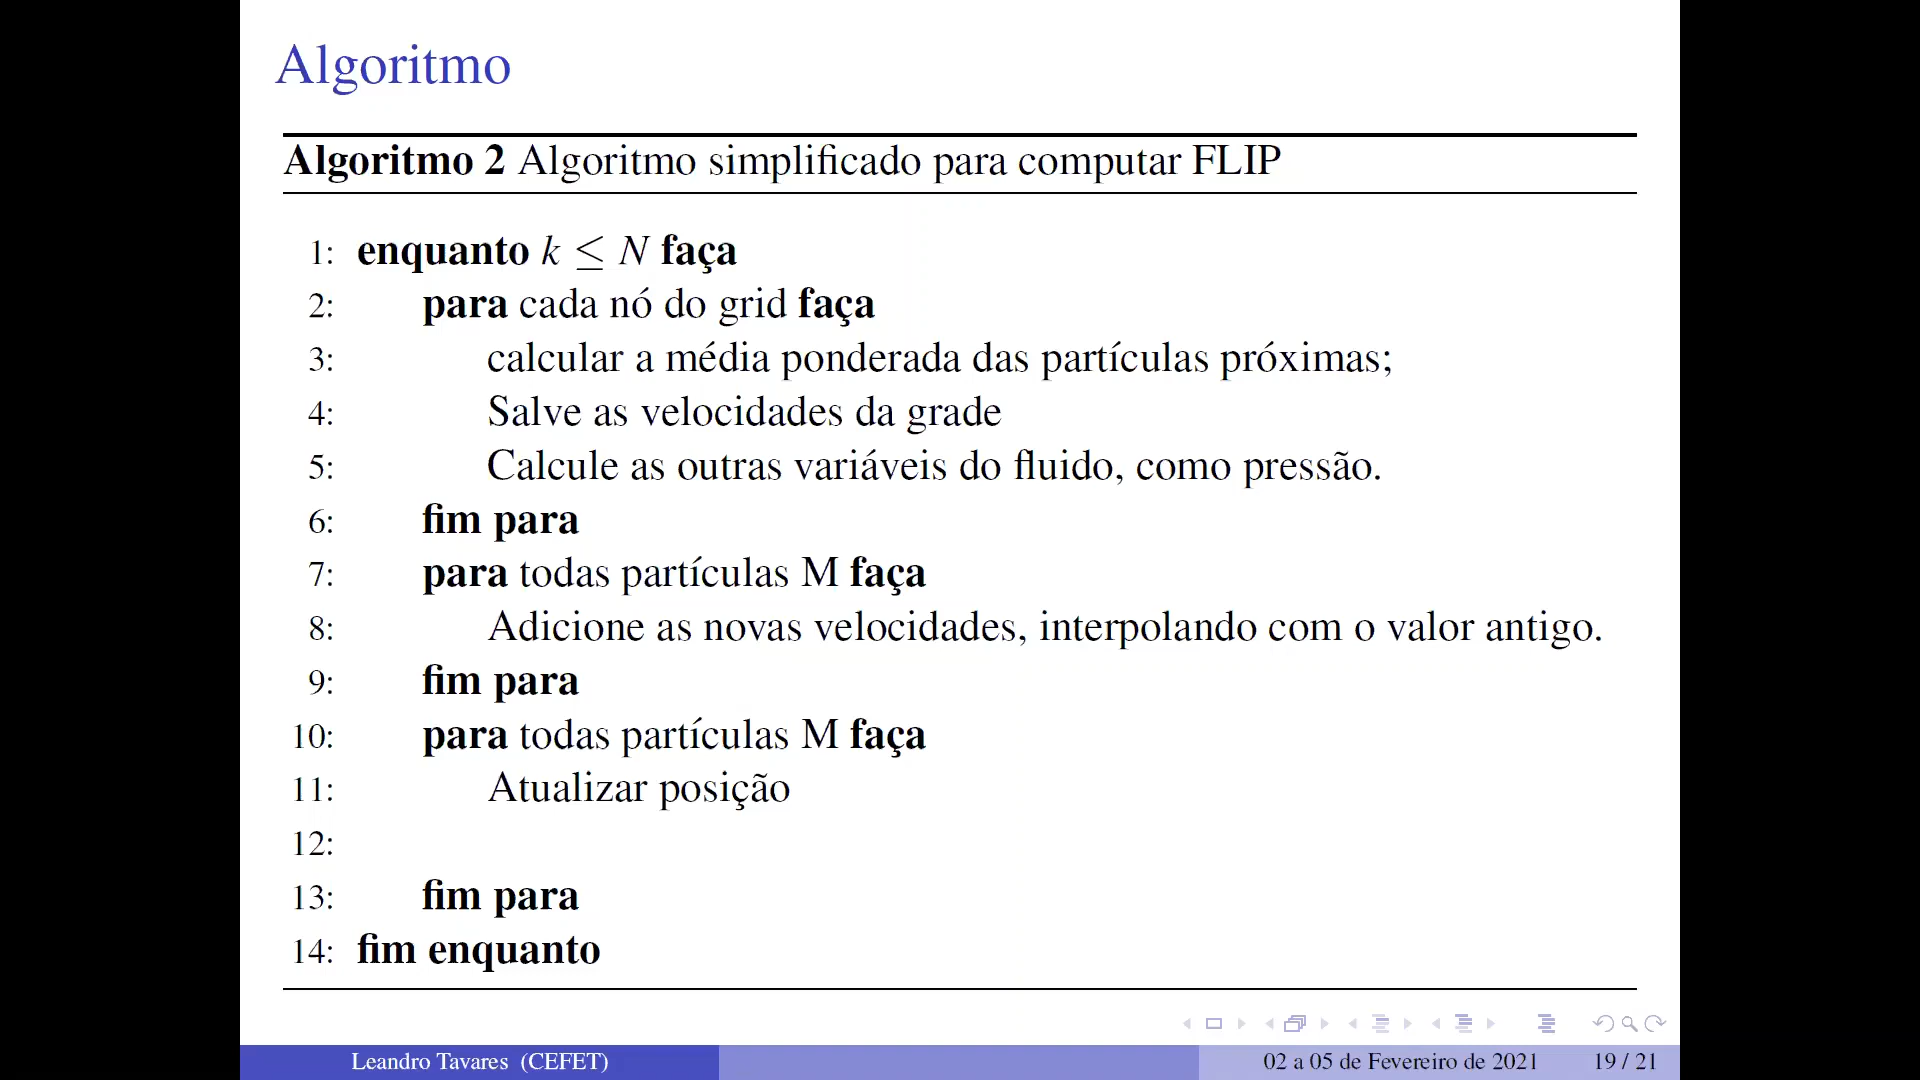 Algoritmo
Algoritmo 2 Algoritmo simplificado para computar FLIP
1: enquanto k ≤ N faça
2: para cada nó do grid faça
3: calcular a média ponderada das partículas próximas;
4: Salve as velocidades da grade
5: Calcule as outras variáveis do fluido, como pressão.
6: fim para
7: para todas partículas M faça
8: Adicione as novas velocidades, interpolando com o valor antigo.
9: fim para
10: para todas partículas M faça
11: Atualizar posição
12:
13: fim para
14: fim enquanto
Leandro Tavares (CEFET) 02 a 05 de Fevereiro de 2021 19 / 21